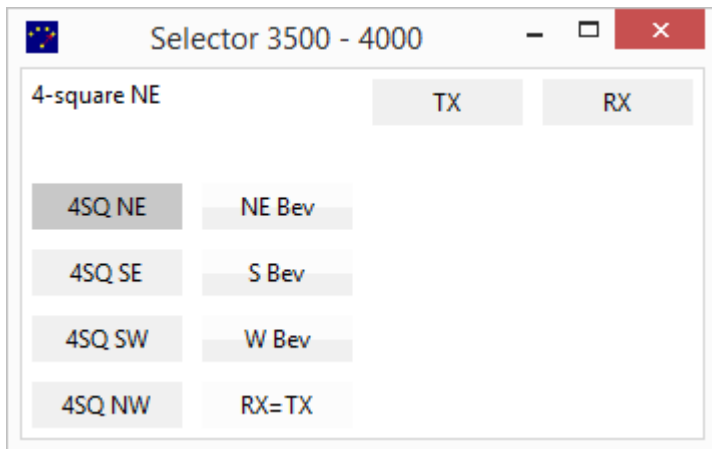 Selector 3500 - 4000
4-square NE TX RX
4SQ NE NE Bev
4SQ SE S Bev
4SQ SW W Bev
4SQ NW RX=TX